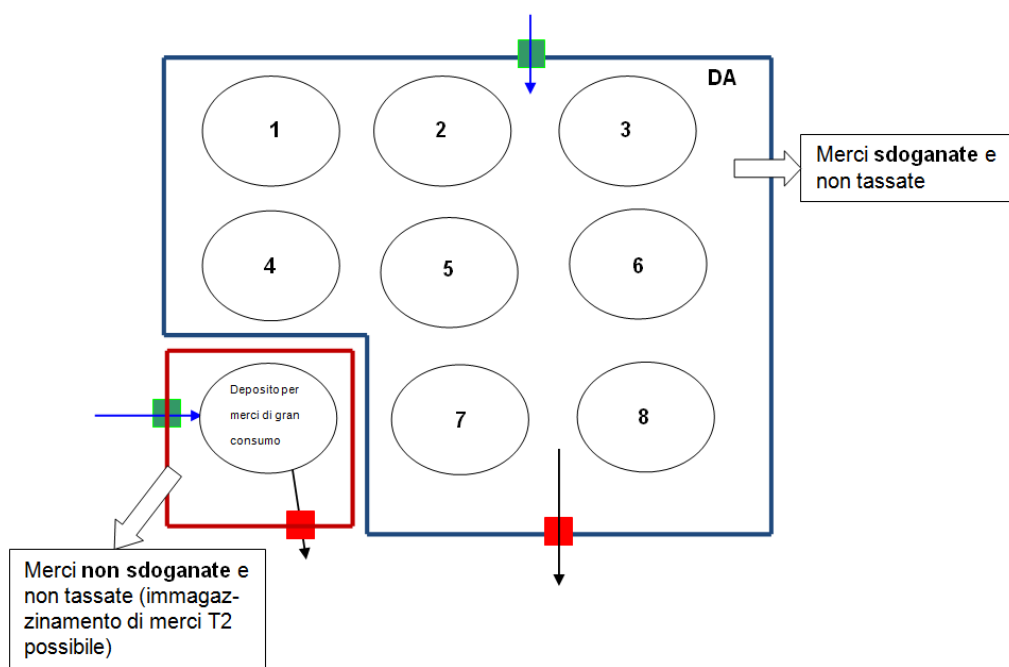 DA
1
2
3
Merci sdoganate e
non tassate
4
5
6
Deposito per
merci di gran
consumo
7
8
Merci non sdoganate e
non tassate (immagaz-
zinamento di merci T2
possibile)